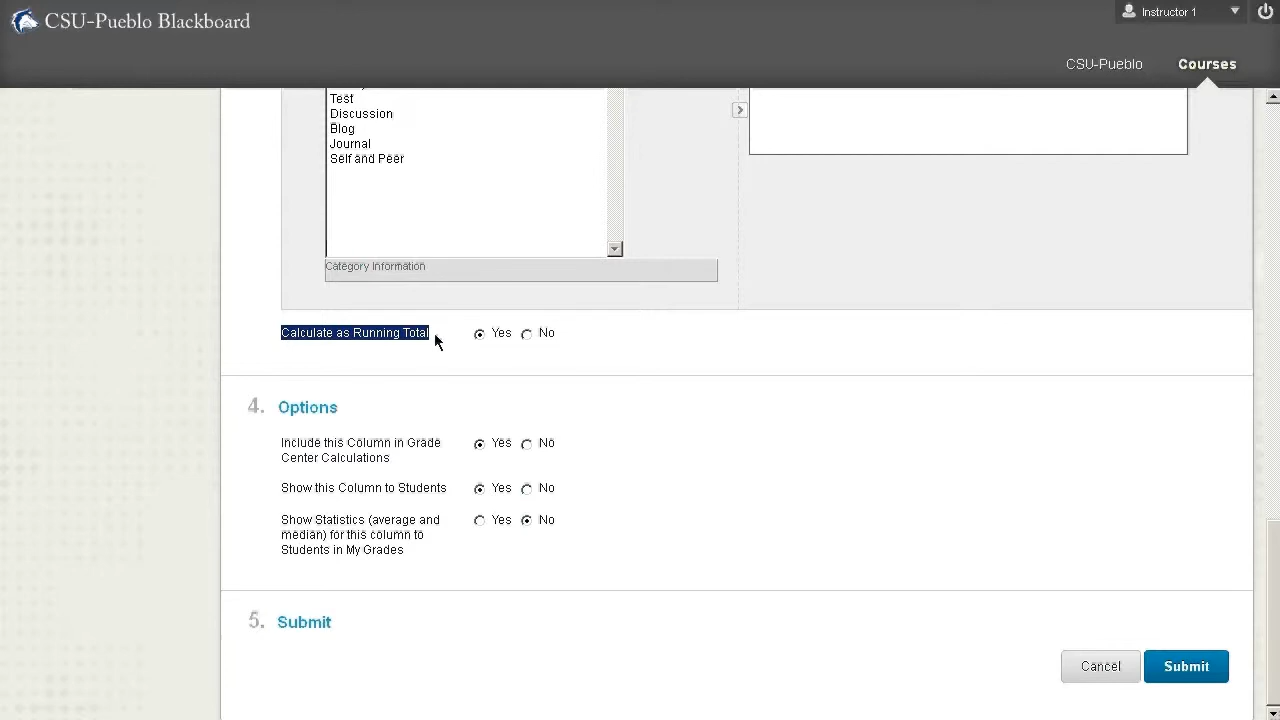 CSU-Pueblo Blackboard
Instructor 1
CSU-Pueblo
Courses
Test
Discussion
Blog
Journal
Self and Peer
Category Information
Calculate as Running Total Yes No
4. Options
Include this Column in Grade Yes No
Center Calculations
Show this Column to Students Yes No
Show Statistics (average and Yes No
median) for this column to
Students in My Grades
5. Submit
Cancel Submit